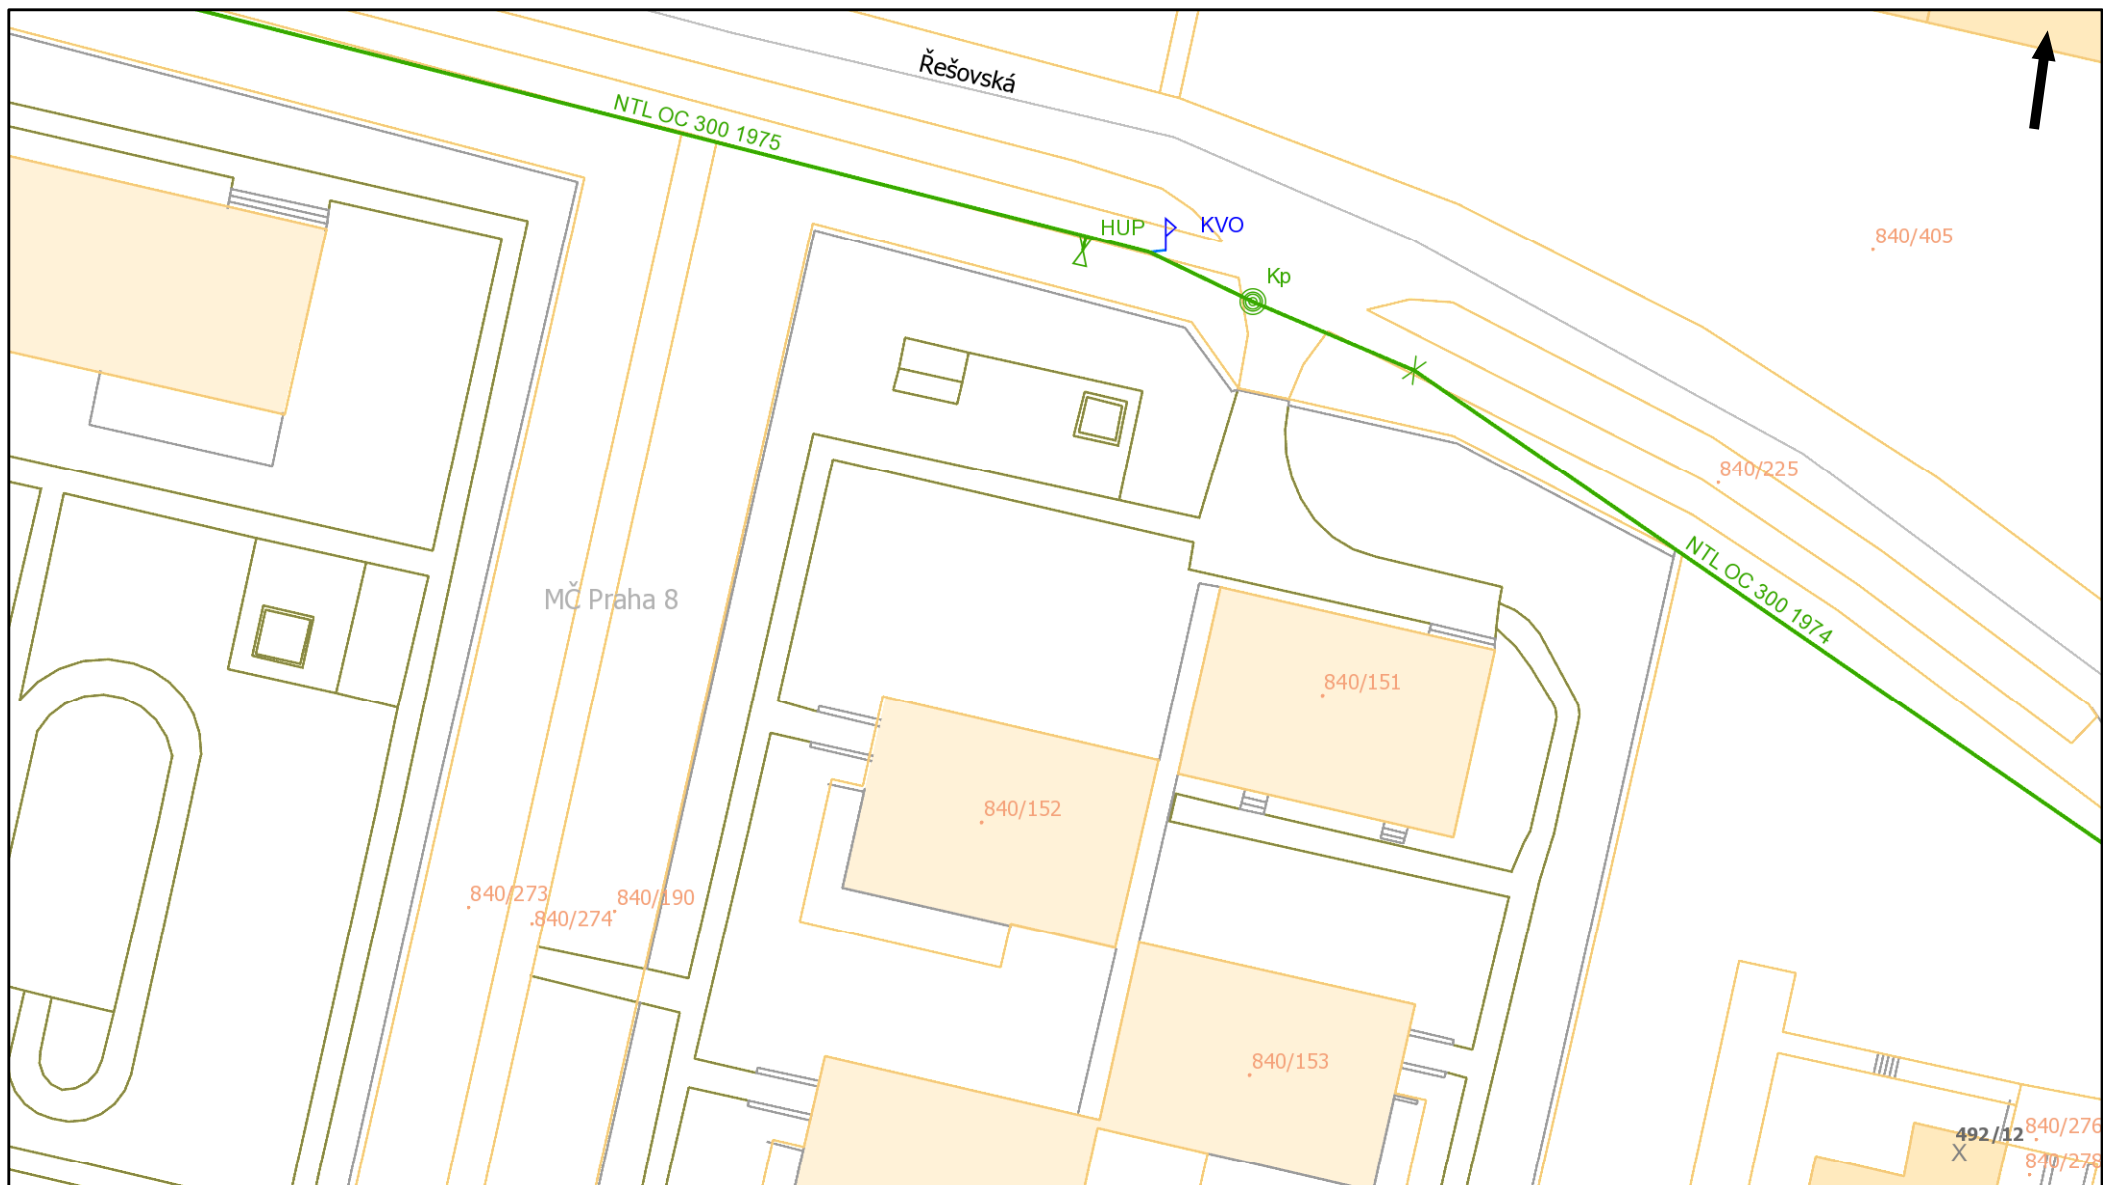 Řešovská
NTL OC 300 1975
HUP
KVO
Kp
840/405
840/225
NTL OC 300 1974
MČ Praha 8
840/151
840/152
840/273
840/274
840/190
840/153
840/276
492/12
X
840/278